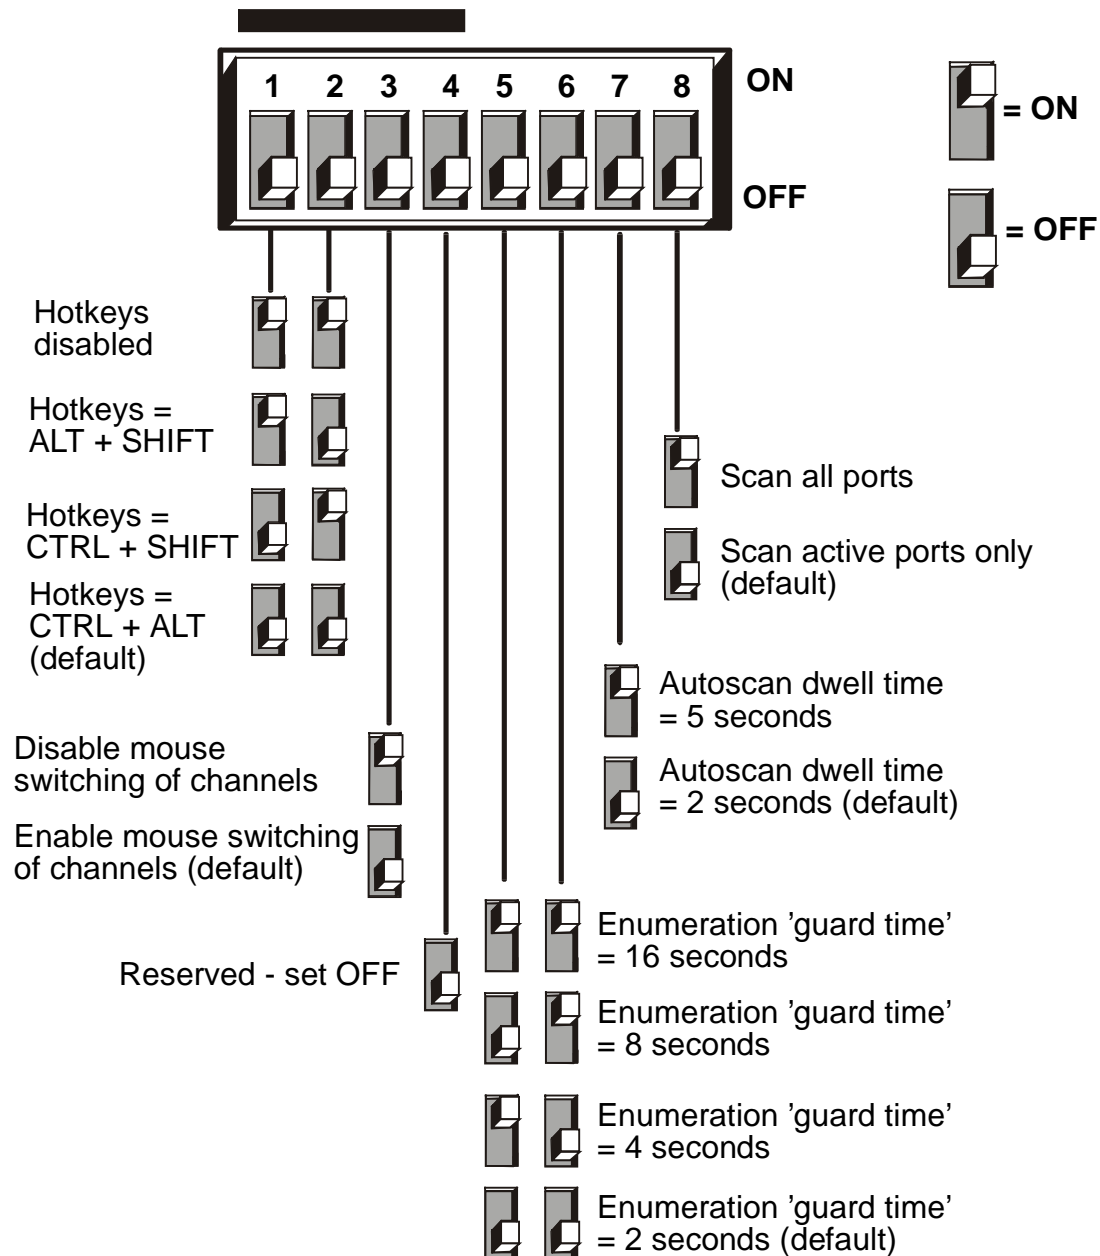 1 2 3 4 5 6 7 8
ON
OFF
= ON
= OFF
Hotkeys
disabled
Hotkeys =
ALT + SHIFT
Hotkeys =
CTRL + SHIFT
Hotkeys =
CTRL + ALT
(default)
Scan all ports
Scan active ports only
(default)
Autoscan dwell time
= 5 seconds
Autoscan dwell time
= 2 seconds (default)
Disable mouse
switching of channels
Enable mouse switching
of channels (default)
Reserved - set OFF
Enumeration 'guard time'
= 16 seconds
Enumeration 'guard time'
= 8 seconds
Enumeration 'guard time'
= 4 seconds
Enumeration 'guard time'
= 2 seconds (default)